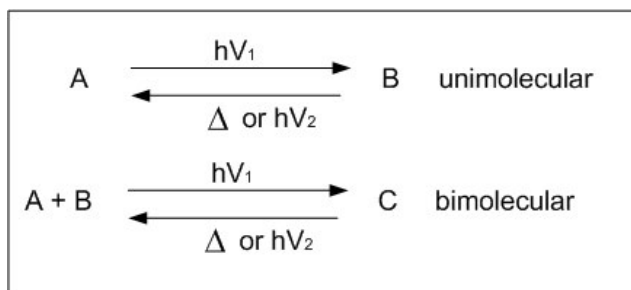 hV₁
A B unimolecular
Δ or hV₂
hV₁
A + B C bimolecular
Δ or hV₂